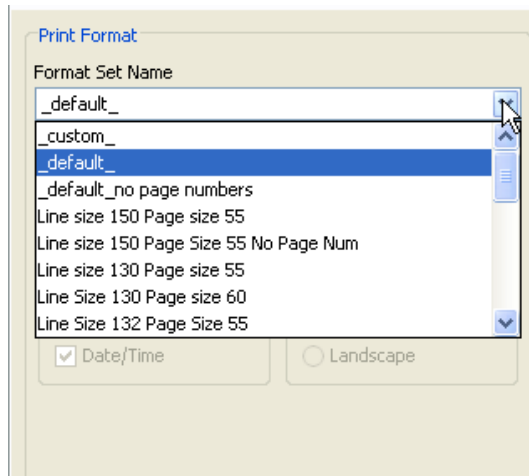 Print Format
Format Set Name
_default_
_custom_
_default_
_default_no page numbers
Line size 150 Page size 55
Line size 150 Page Size 55 No Page Num
Line size 130 Page size 55
Line Size 130 Page size 60
Line Size 132 Page Size 55
Date/Time
Landscape